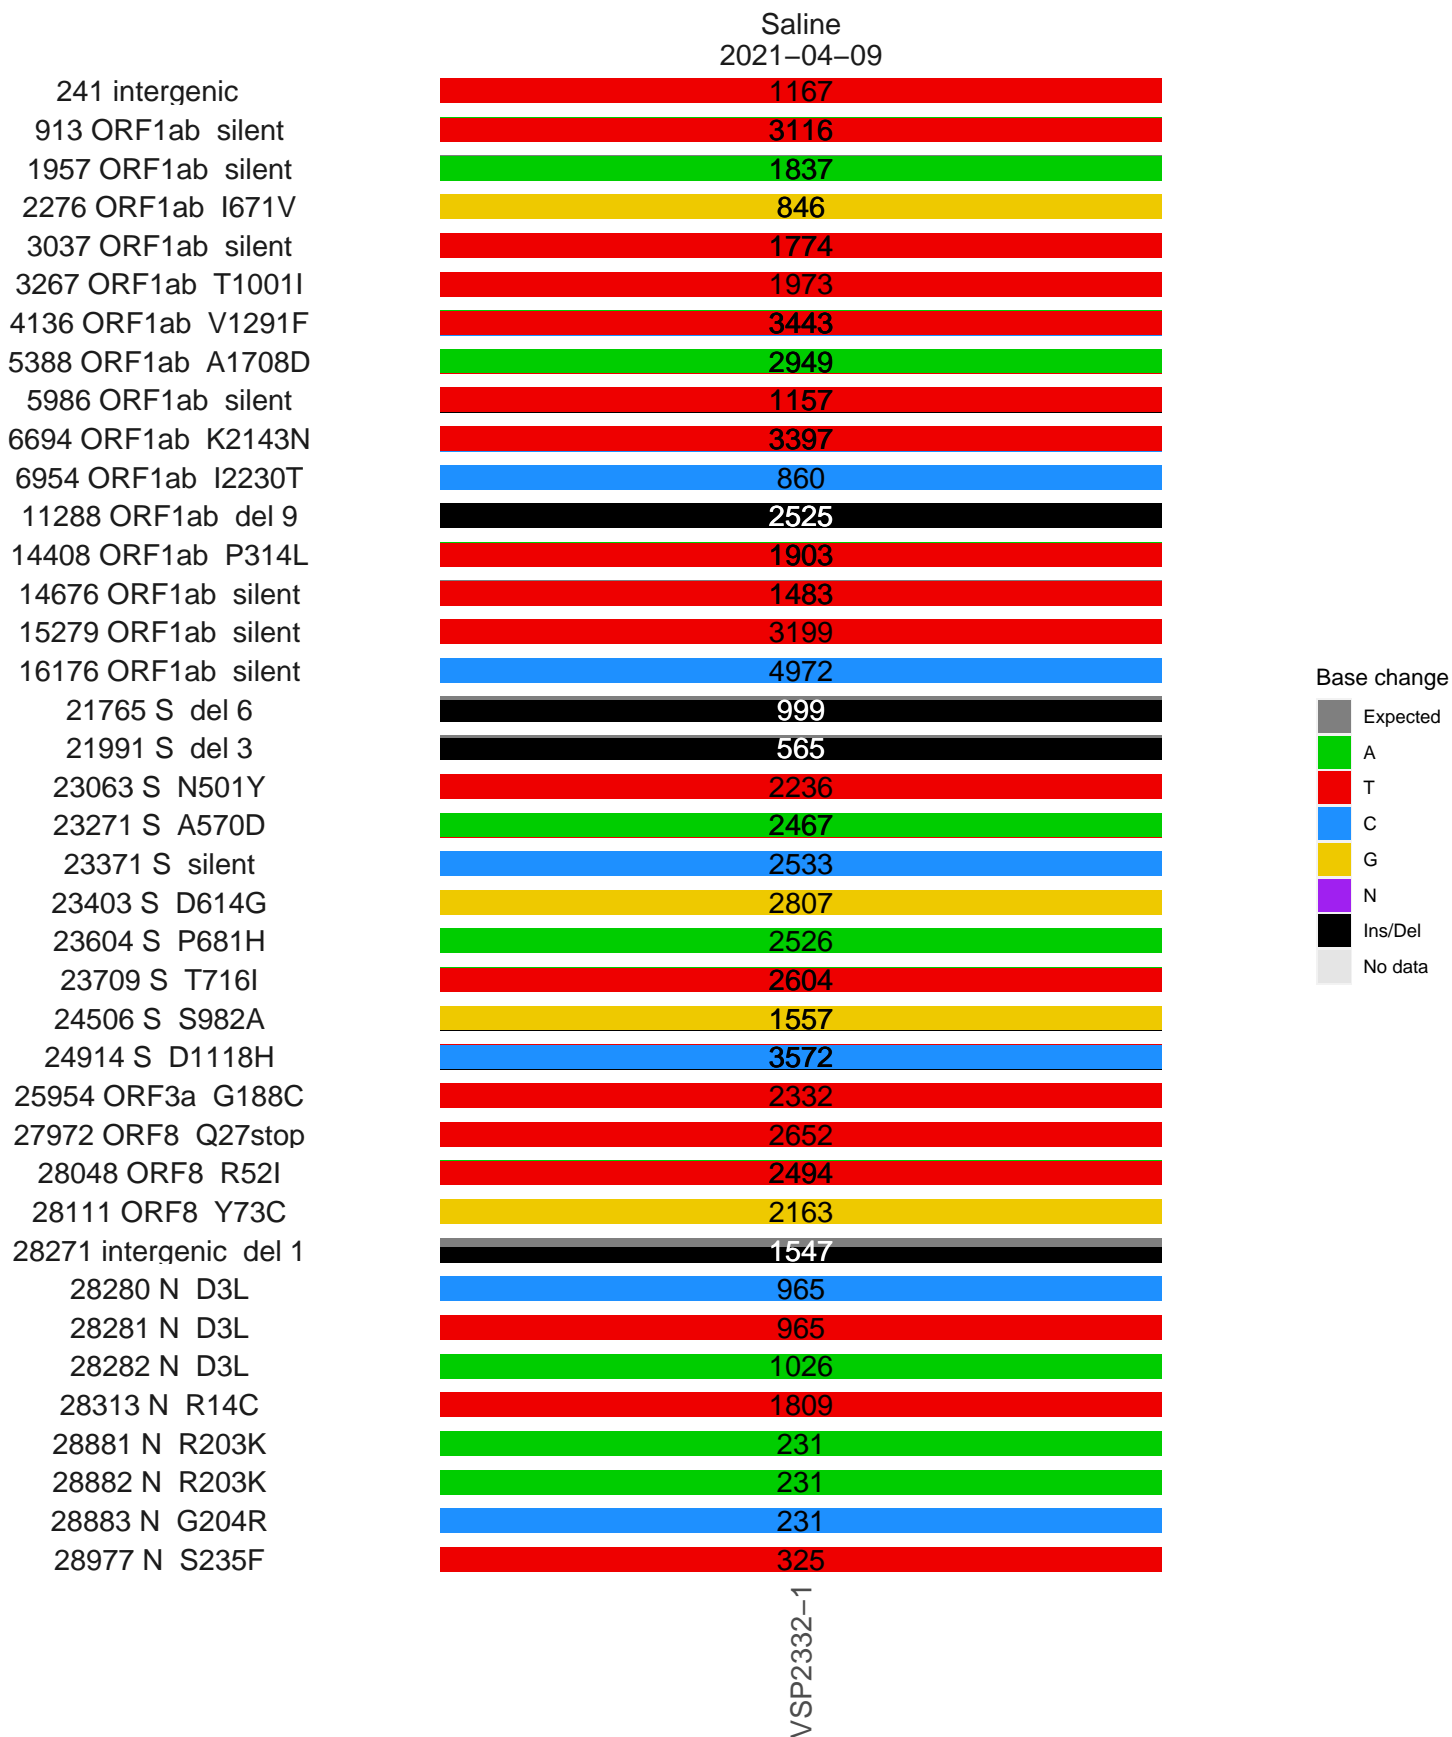 Saline
2021−04−09
241 intergenic 1167
913 ORF1ab silent 3116
1957 ORF1ab silent 1837
2276 ORF1ab I671V 846
3037 ORF1ab silent 1774
3267 ORF1ab T1001I 1973
4136 ORF1ab V1291F 3443
5388 ORF1ab A1708D 2949
5986 ORF1ab silent 1157
6694 ORF1ab K2143N 3397
6954 ORF1ab I2230T 860
11288 ORF1ab del 9 2525
14408 ORF1ab P314L 1903
14676 ORF1ab silent 1483
15279 ORF1ab silent 3199
16176 ORF1ab silent 4972
21765 S del 6 999
21991 S del 3 565
23063 S N501Y 2236
23271 S A570D 2467
23371 S silent 2533
23403 S D614G 2807
23604 S P681H 2526
23709 S T716I 2604
24506 S S982A 1557
24914 S D1118H 3572
25954 ORF3a G188C 2332
27972 ORF8 Q27stop 2652
28048 ORF8 R52I 2494
28111 ORF8 Y73C 2163
28271 intergenic del 1 1547
28280 N D3L 965
28281 N D3L 965
28282 N D3L 1026
28313 N R14C 1809
28881 N R203K 231
28882 N R203K 231
28883 N G204R 231
28977 N S235F 325
VSP2332−1
Base change
Expected
A
T
C
G
N
Ins/Del
No data